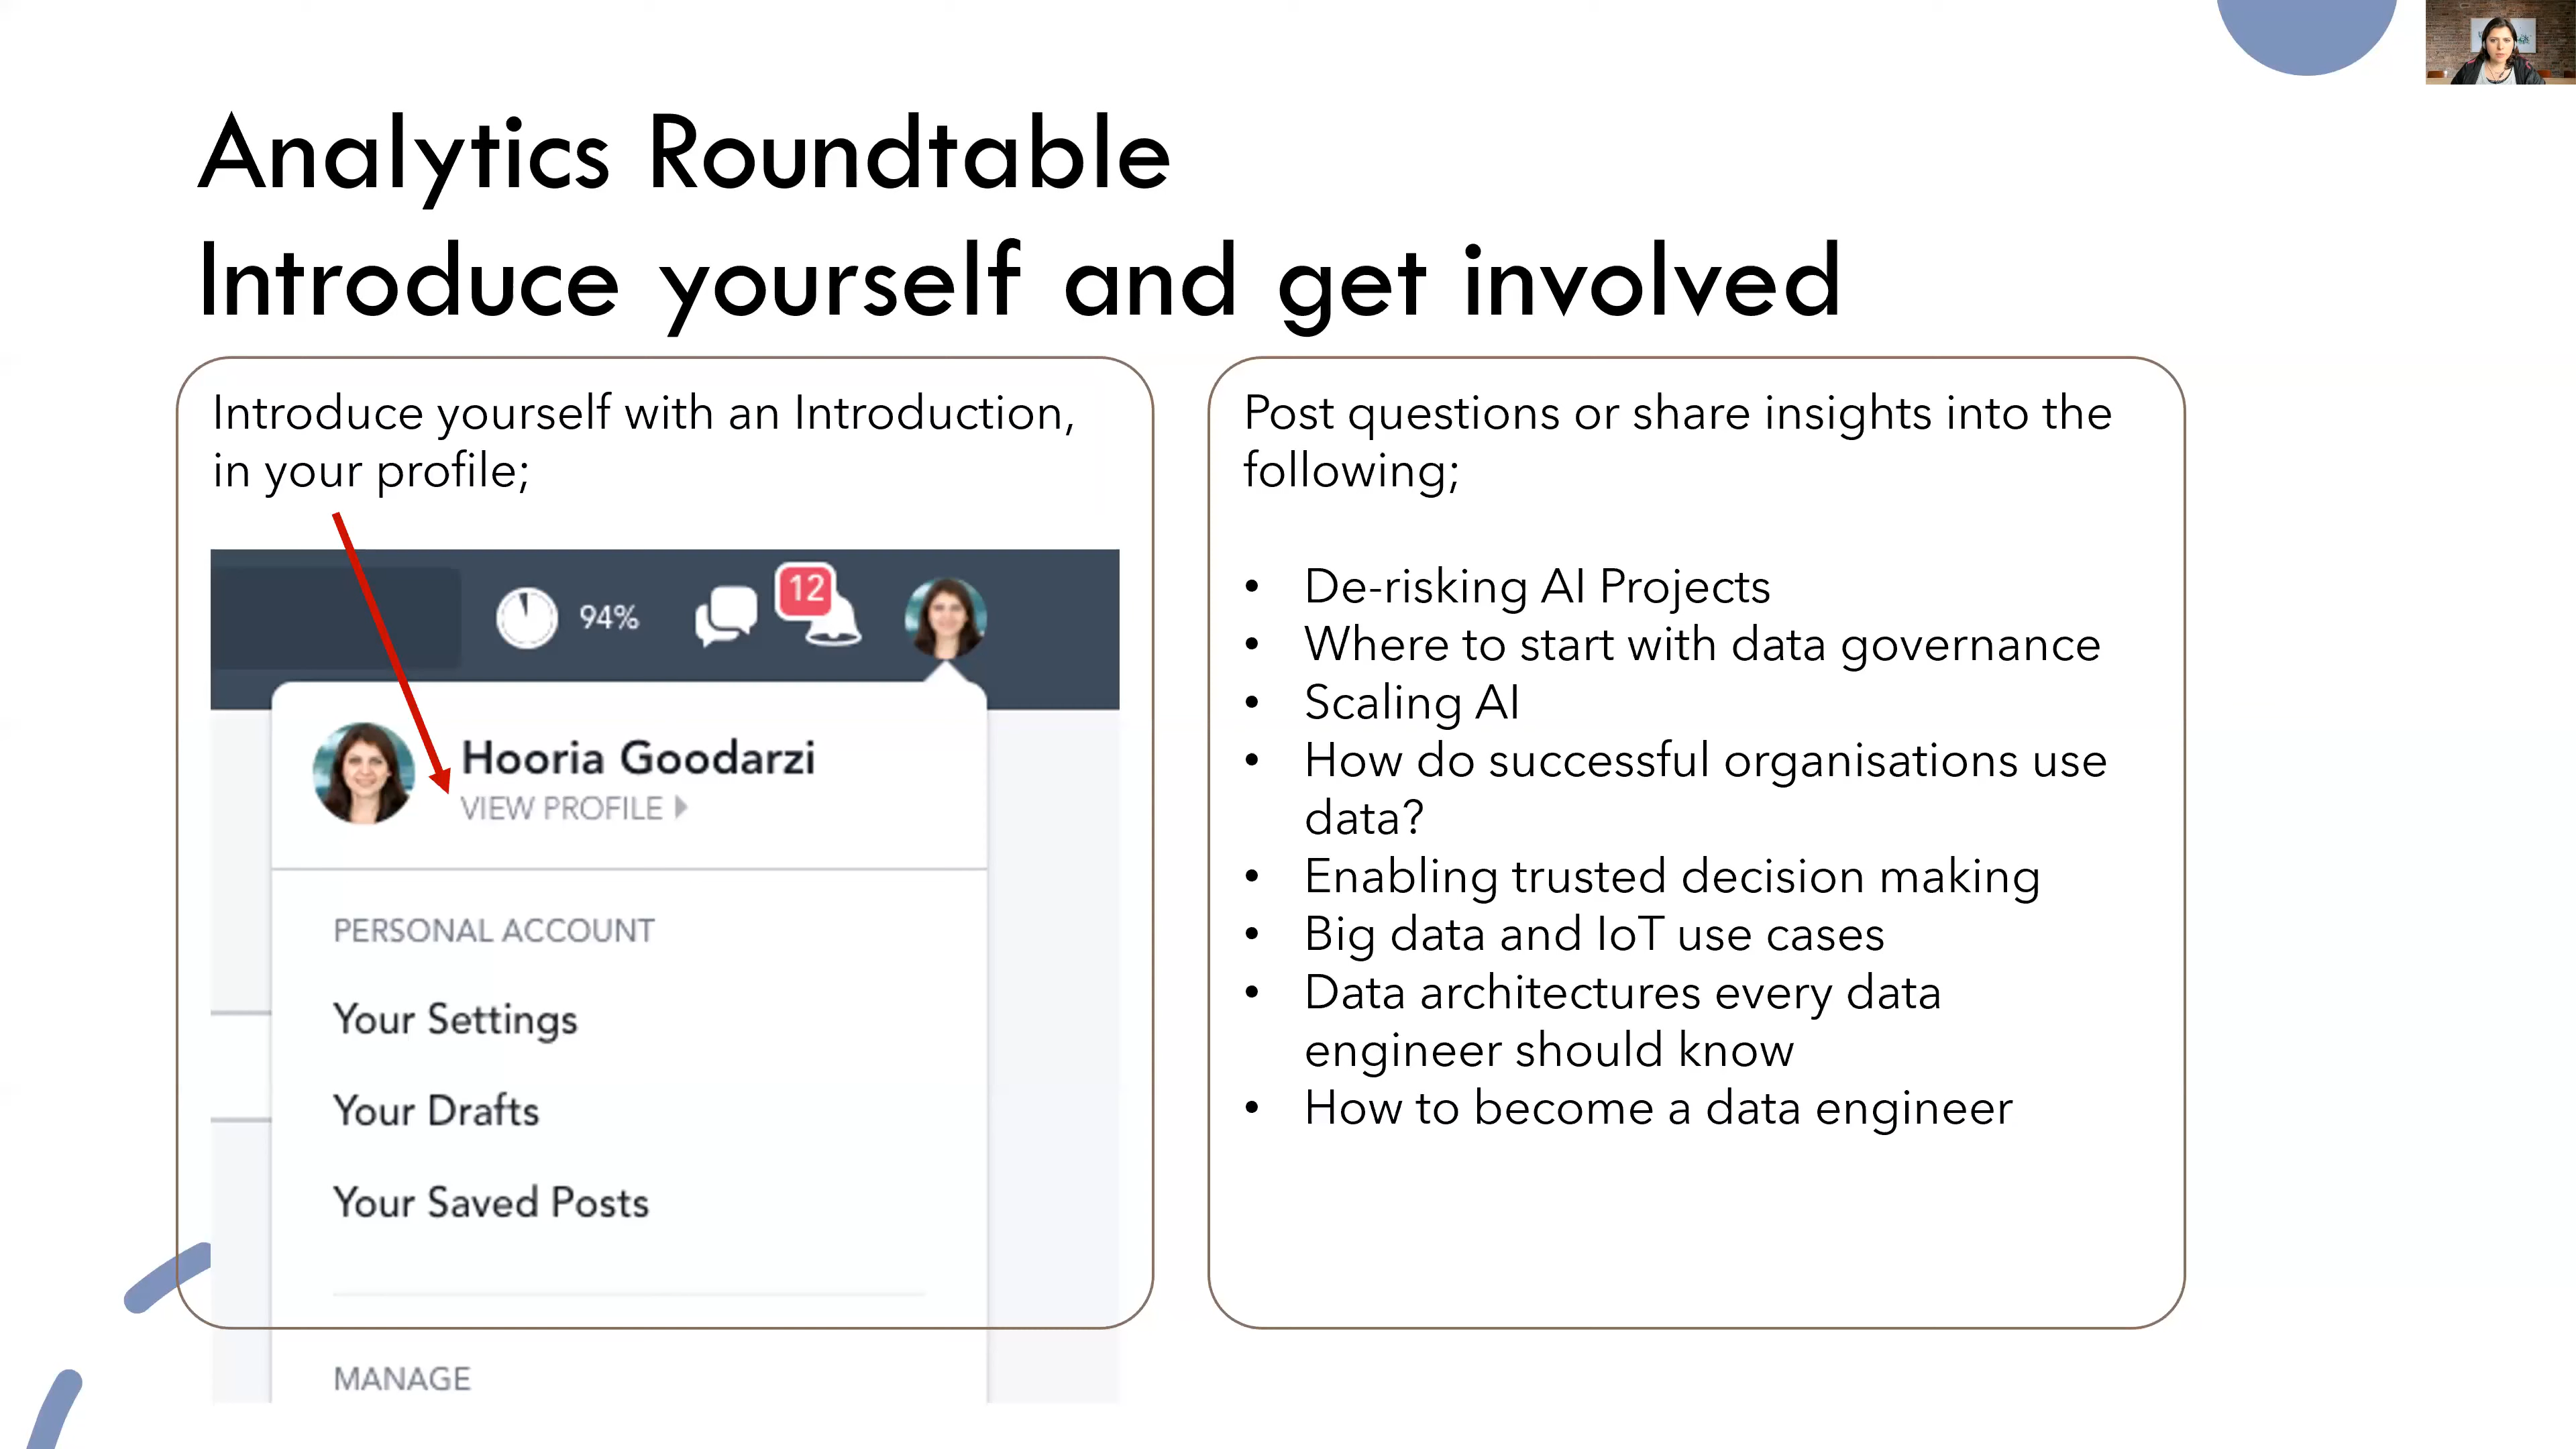 Analytics Roundtable
Introduce yourself and get involved
Introduce yourself with an Introduction,
in your profile;
94%
12
Hooria Goodarzi
VIEW PROFILE
PERSONAL ACCOUNT
Your Settings
Your Drafts
Your Saved Posts
MANAGE
Post questions or share insights into the
following;
• De-risking AI Projects
• Where to start with data governance
• Scaling AI
• How do successful organisations use
data?
• Enabling trusted decision making
• Big data and IoT use cases
• Data architectures every data
engineer should know
• How to become a data engineer